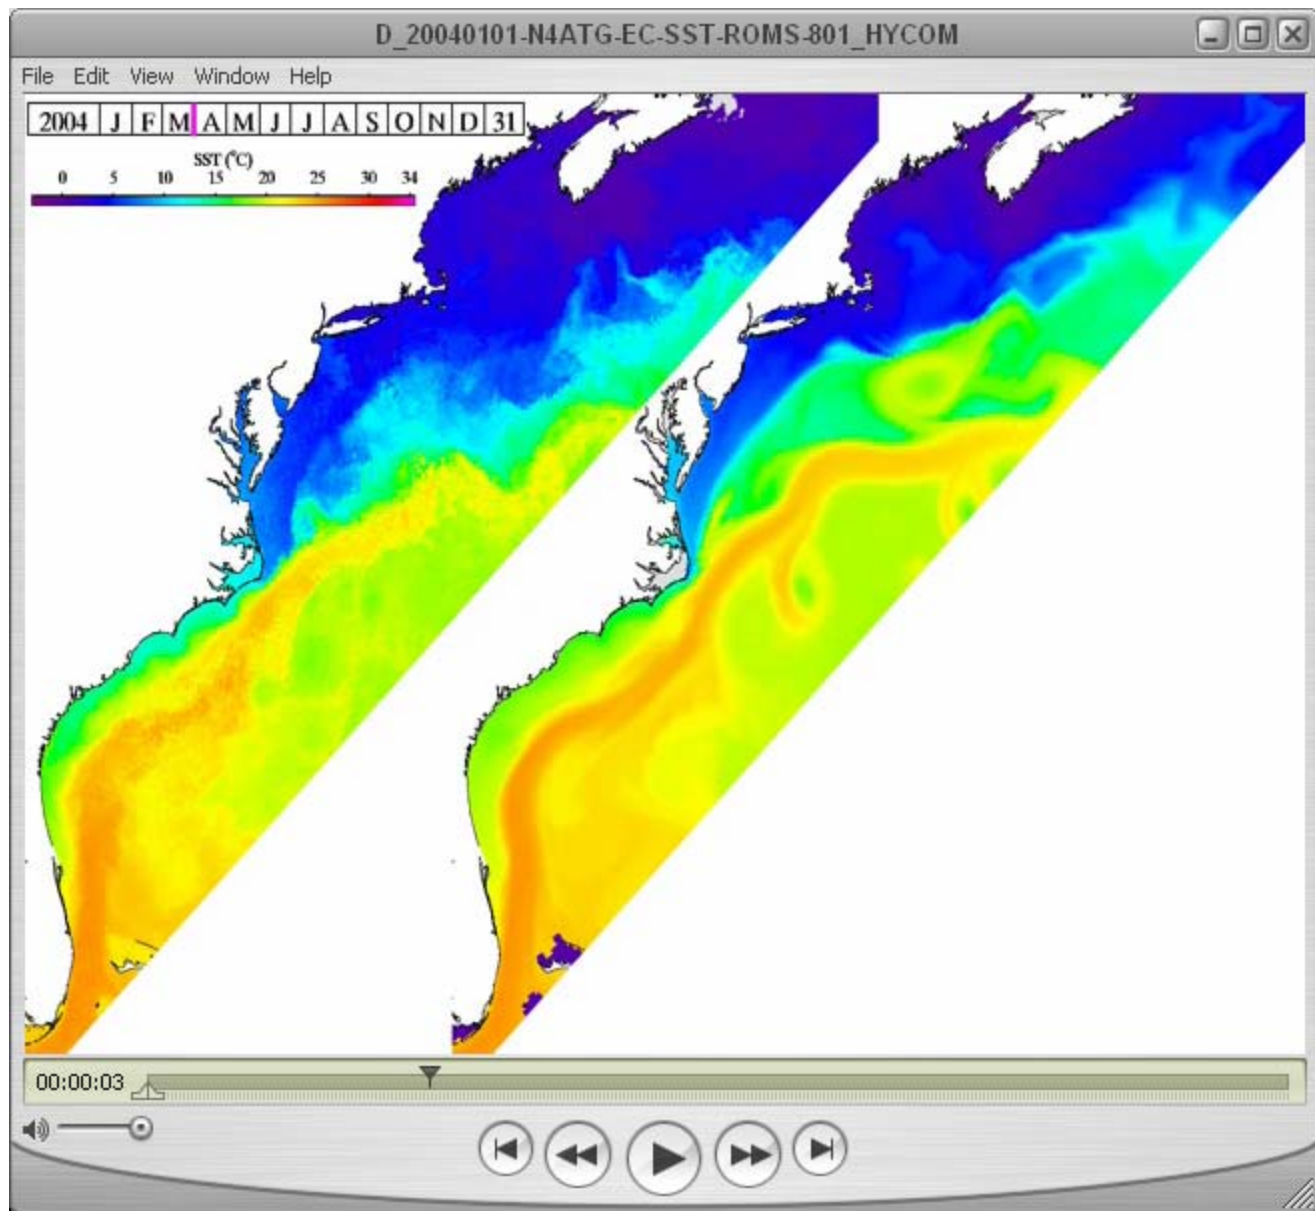 D_20040101-N4ATG-EC-SST-ROMS-801_HYCOM
File Edit View Window Help
2004 J F M A M J J A S O N D 31
SST (°C)
0 5 10 15 20 25 30 34
00:00:03